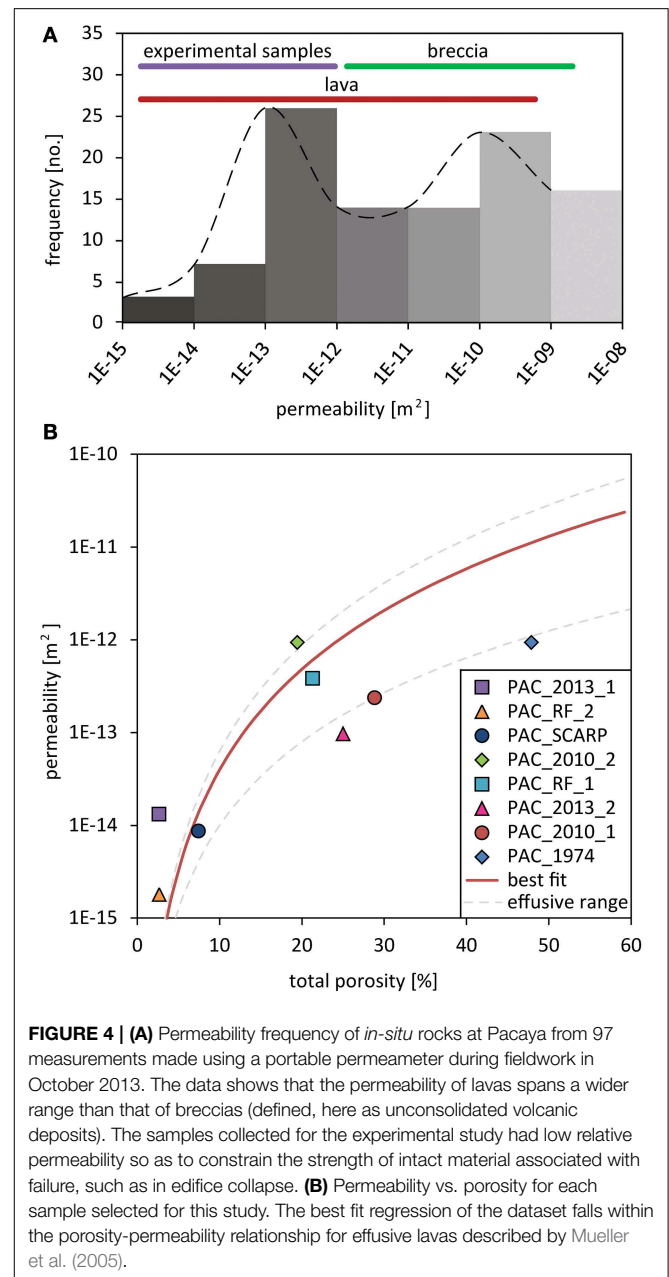 A
35
30
25
20
15
10
5
0
frequency [no.]
experimental samples
breccia
lava
1E-15
1E-14
1E-13
1E-12
1E-11
1E-10
1E-09
1E-08
permeability [m²]
B
1E-10
1E-11
1E-12
1E-13
1E-14
1E-15
permeability [m²]
PAC_2013_1
PAC_RF_2
PAC_SCARP
PAC_2010_2
PAC_RF_1
PAC_2013_2
PAC_2010_1
PAC_1974
best fit
effusive range
0
10
20
30
40
50
60
total porosity [%]
FIGURE 4 | (A) Permeability frequency of in-situ rocks at Pacaya from 97
measurements made using a portable permeameter during fieldwork in
October 2013. The data shows that the permeability of lavas spans a wider
range than that of breccias (defined, here as unconsolidated volcanic
deposits). The samples collected for the experimental study had low relative
permeability so as to constrain the strength of intact material associated with
failure, such as in edifice collapse. (B) Permeability vs. porosity for each
sample selected for this study. The best fit regression of the dataset falls within
the porosity-permeability relationship for effusive lavas described by Mueller
et al. (2005).